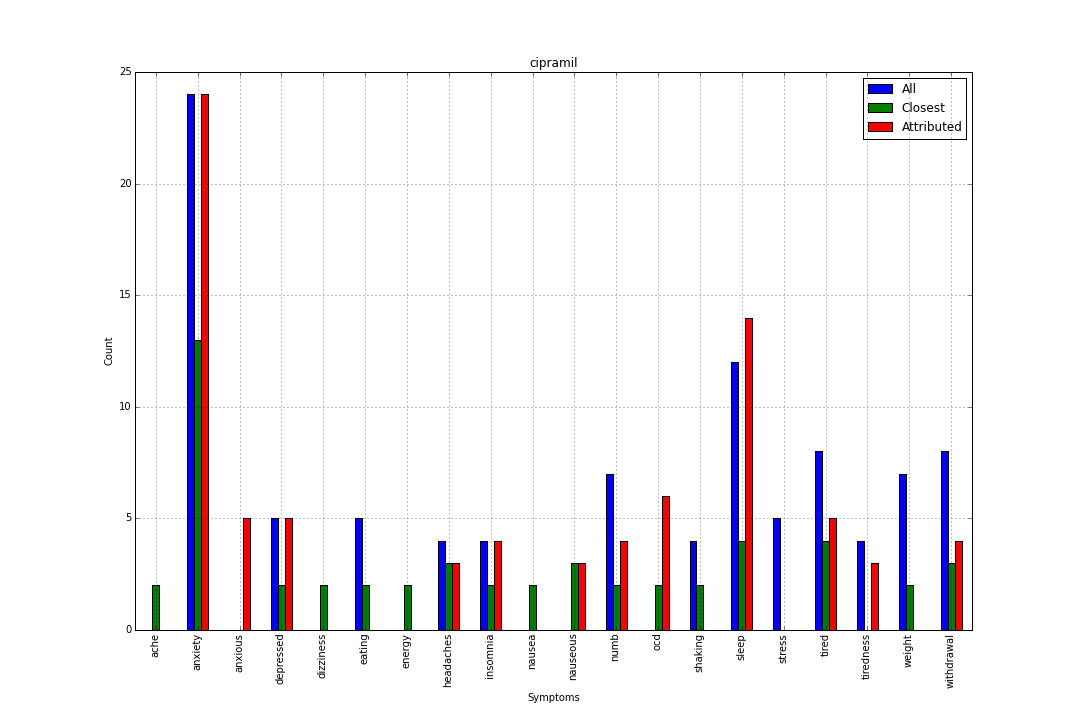 cipramil
All
Closest
Attributed
25
20
15
10
5
0
Count
ache
anxiety
anxious
depressed
dizziness
eating
energy
headaches
insomnia
nausea
nauseous
numb
ocd
shaking
sleep
stress
tired
tiredness
weight
withdrawal
Symptoms